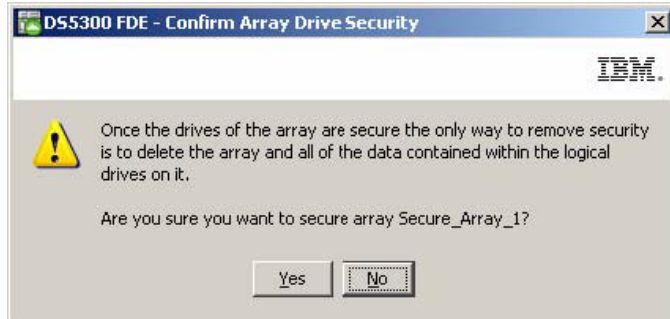 DS5300 FDE - Confirm Array Drive Security
IBM.
Once the drives of the array are secure the only way to remove security
is to delete the array and all of the data contained within the logical
drives on it.
Are you sure you want to secure array Secure_Array_1?
Yes No